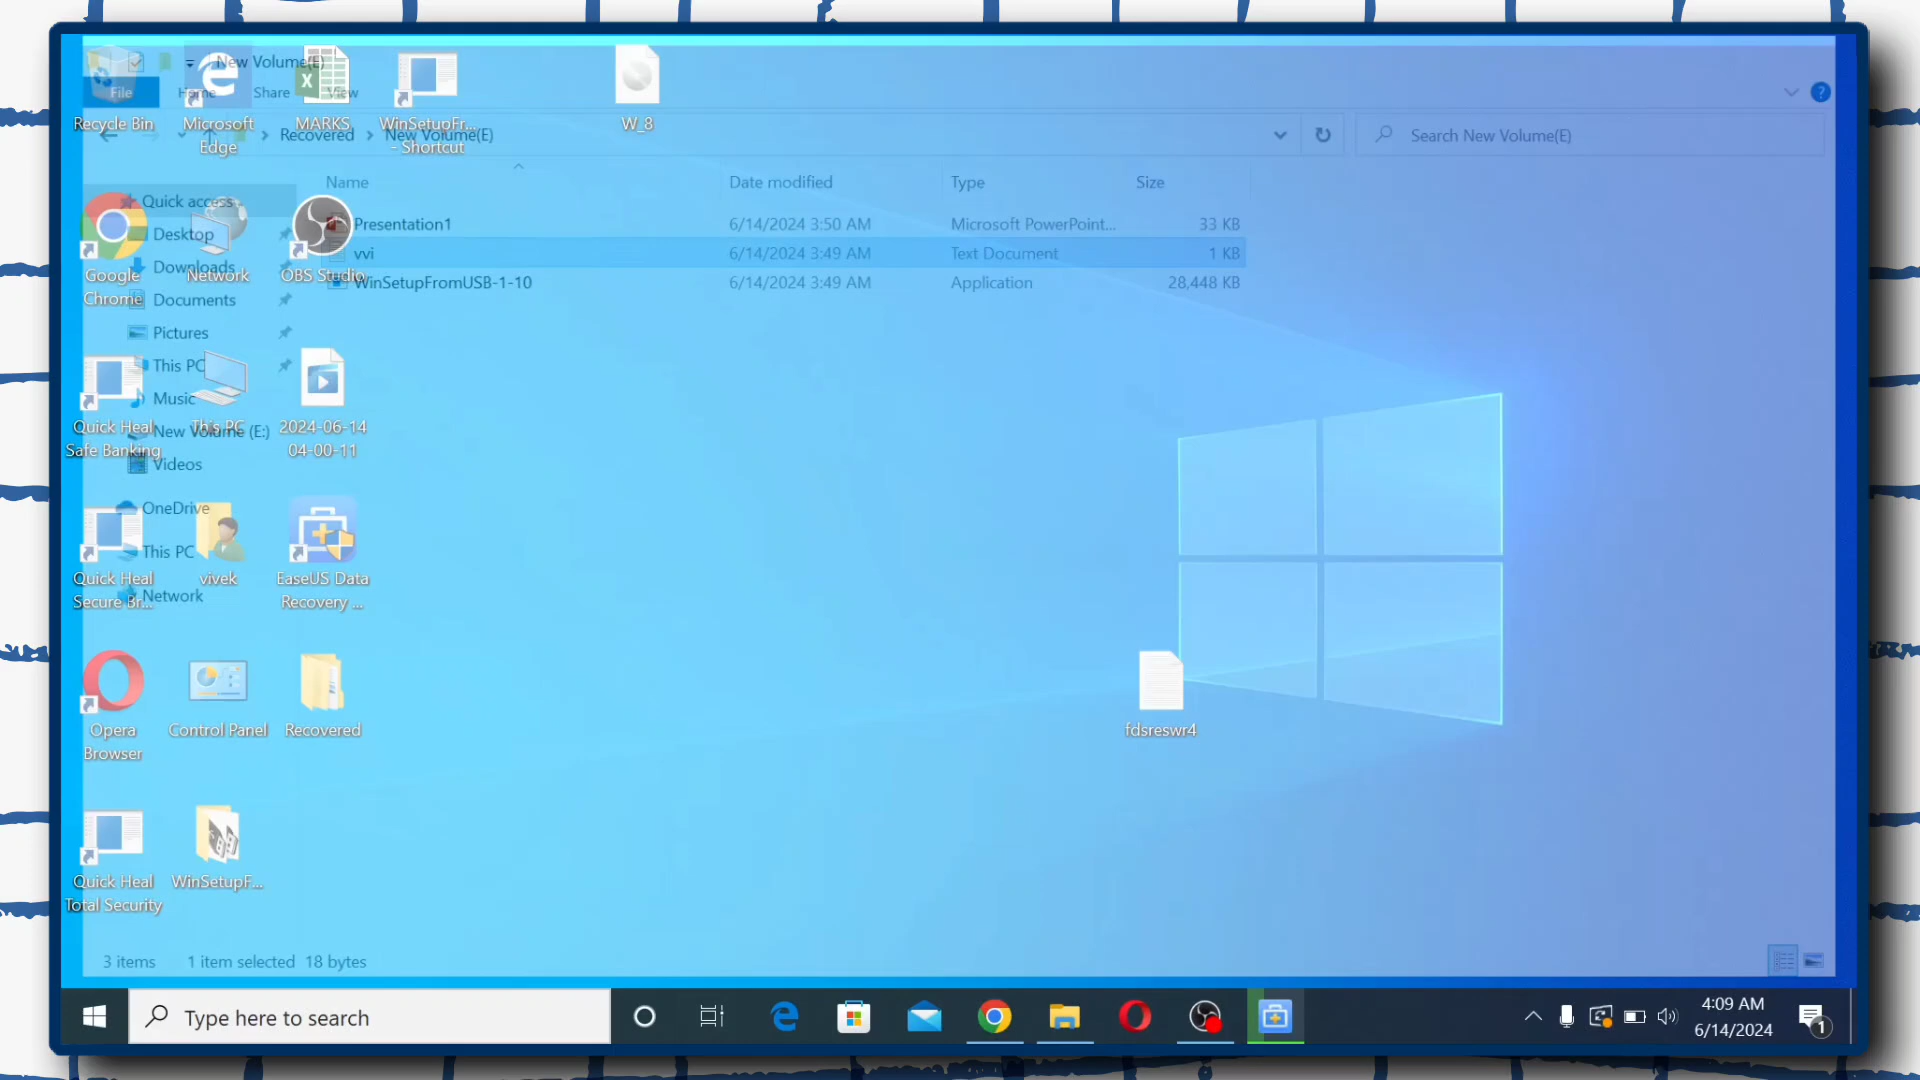 New Volume(E)
File
Home
Share
View
Recycle Bin
Microsoft
Edge
MARKS
WinSetupFr...
- Shortcut
W_8
Recovered
New Volume(E)
Search New Volume(E)
Name
Date modified
Type
Size
Presentation1
6/14/2024 3:50 AM
Microsoft PowerPoint...
33 KB
vvi
6/14/2024 3:49 AM
Text Document
1 KB
WinSetupFromUSB-1-10
6/14/2024 3:49 AM
Application
28,448 KB
Quick access
Desktop
Downloads
Documents
Pictures
This PC
Music
New Volume (E:)
Videos
OneDrive
This PC
Network
Google
Chrome
Network
OBS Studio
Quick Heal
Safe Banking
This PC
2024-06-14
04-00-11
Quick Heal
Secure Br...
vivek
EaseUS Data
Recovery ...
Opera
Browser
Control Panel
Recovered
fdsreswr4
Quick Heal
Total Security
WinSetupF...
3 items
1 item selected 18 bytes
Type here to search
4:09 AM
6/14/2024
1